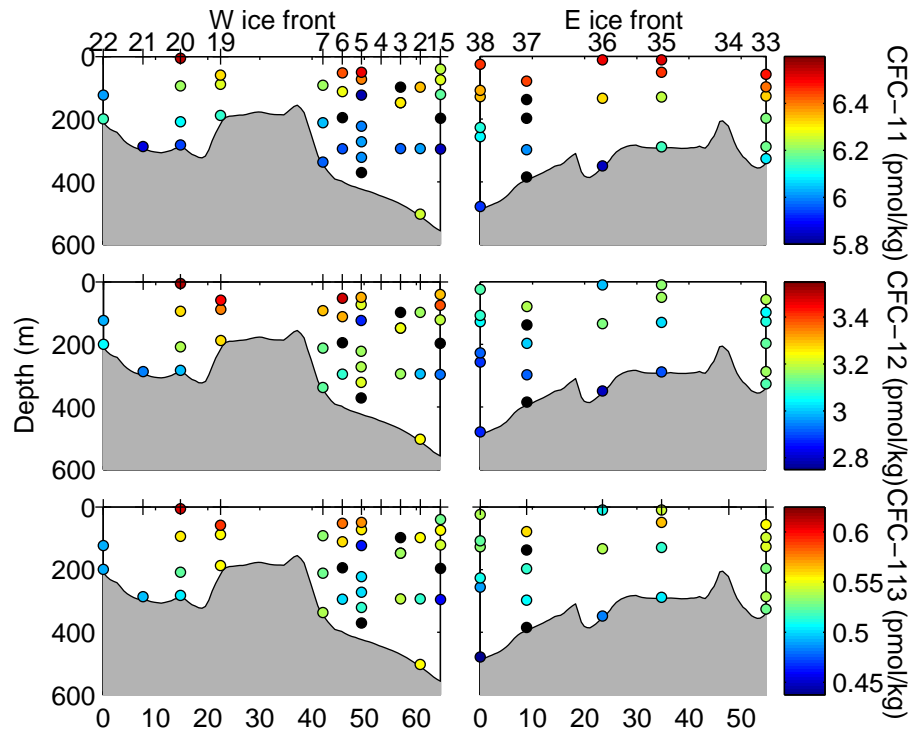 W ice front
E ice front
22 21 20 19 7 6 5 4 3 2 15
38 37 36 35 34 33
0
200
400
600
6.4
6.2
6
5.8
CFC−11 (pmol/kg)
0
200
400
600
Depth (m)
3.4
3.2
3
2.8
CFC−12 (pmol/kg)
0
200
400
600
0.6
0.55
0.5
0.45
CFC−113 (pmol/kg)
0 10 20 30 40 50 60
0 10 20 30 40 50